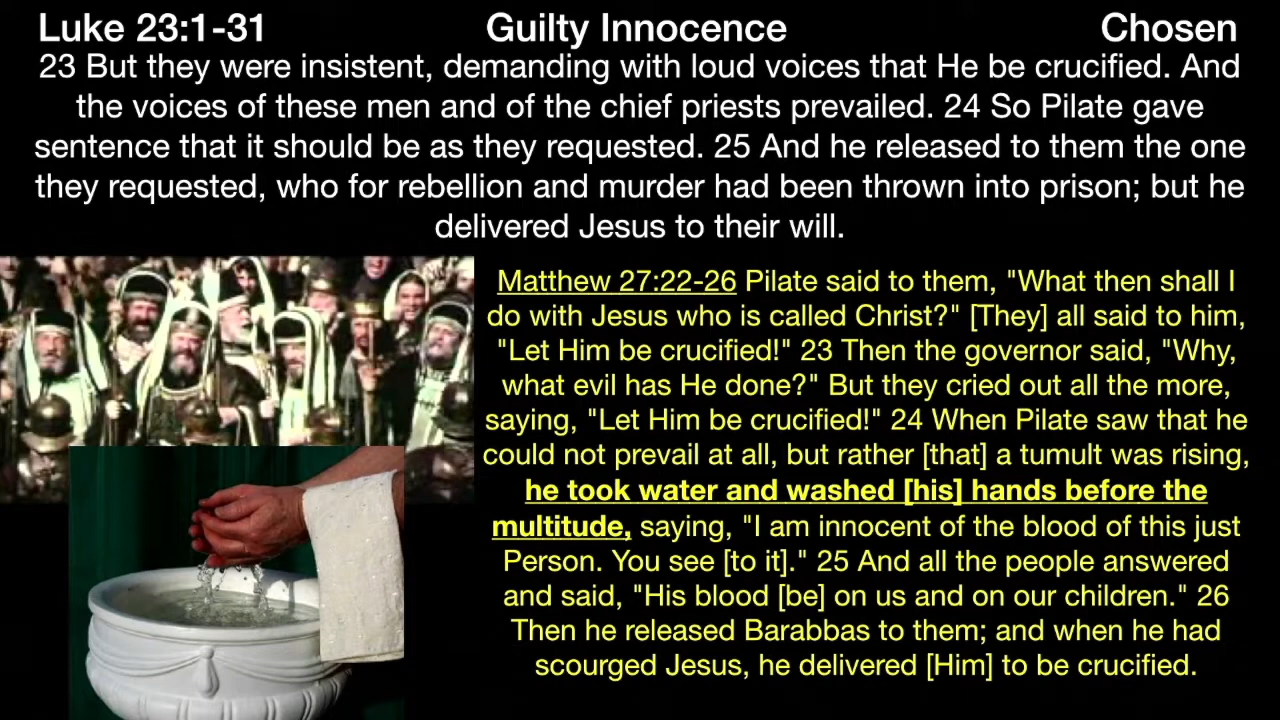 Luke 23:1-31 Guilty Innocence Chosen
23 But they were insistent, demanding with loud voices that He be crucified. And
the voices of these men and of the chief priests prevailed. 24 So Pilate gave
sentence that it should be as they requested. 25 And he released to them the one
they requested, who for rebellion and murder had been thrown into prison; but he
delivered Jesus to their will.
Matthew 27:22-26 Pilate said to them, "What then shall I
do with Jesus who is called Christ?" [They] all said to him,
"Let Him be crucified!" 23 Then the governor said, "Why,
what evil has He done?" But they cried out all the more,
saying, "Let Him be crucified!" 24 When Pilate saw that he
could not prevail at all, but rather [that] a tumult was rising,
he took water and washed [his] hands before the
multitude, saying, "I am innocent of the blood of this just
Person. You see [to it]." 25 And all the people answered
and said, "His blood [be] on us and on our children." 26
Then he released Barabbas to them; and when he had
scourged Jesus, he delivered [Him] to be crucified.